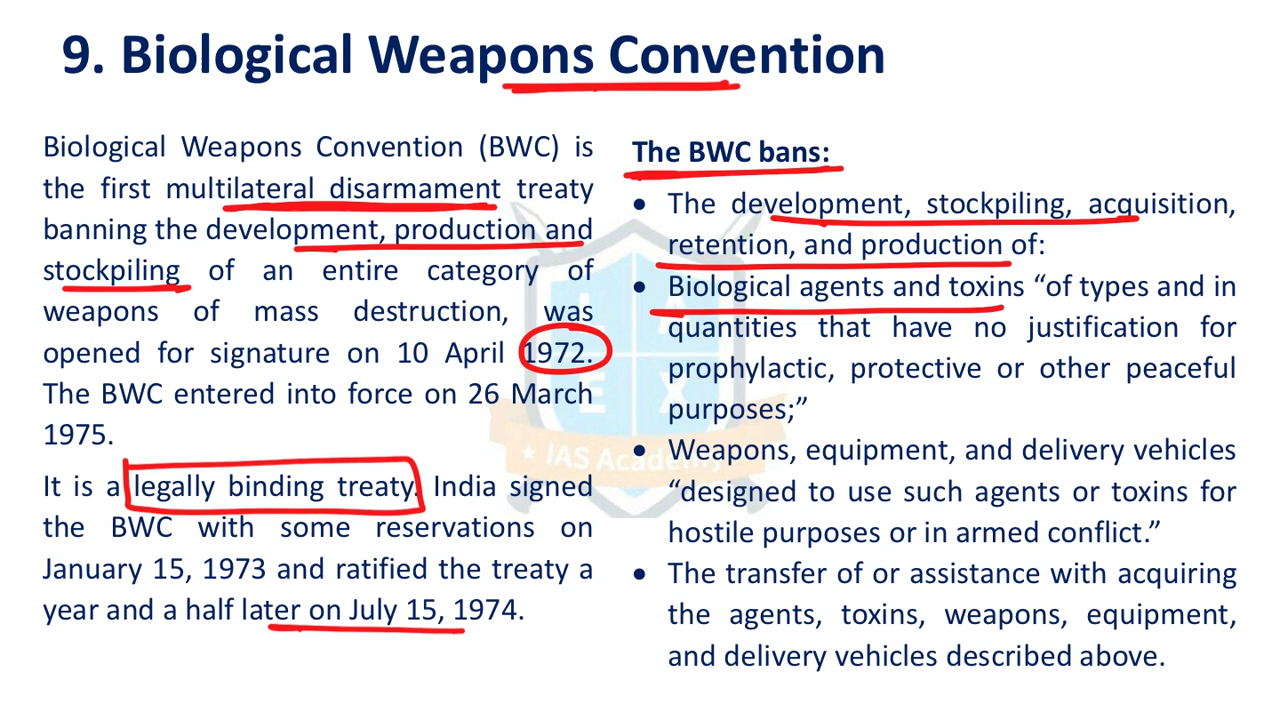 9. Biological Weapons Convention
Biological Weapons Convention (BWC) is
the first multilateral disarmament treaty
banning the development, production and
stockpiling of an entire category of
weapons of mass destruction, was
opened for signature on 10 April 1972.
The BWC entered into force on 26 March
1975.
It is a legally binding treaty. India signed
the BWC with some reservations on
January 15, 1973 and ratified the treaty a
year and a half later on July 15, 1974.
The BWC bans:
• The development, stockpiling, acquisition,
retention, and production of:
• Biological agents and toxins “of types and in
quantities that have no justification for
prophylactic, protective or other peaceful
purposes;”
• Weapons, equipment, and delivery vehicles
“designed to use such agents or toxins for
hostile purposes or in armed conflict.”
• The transfer of or assistance with acquiring
the agents, toxins, weapons, equipment,
and delivery vehicles described above.
I A
E X
IAS Academy